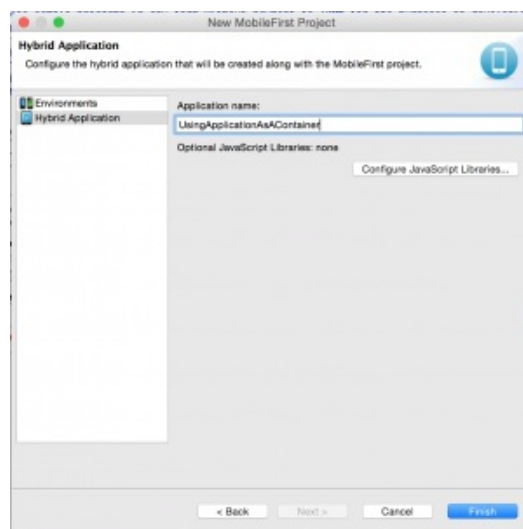 New MobileFirst Project
Hybrid Application
Configure the hybrid application that will be created along with the MobileFirst project.
Environments
Hybrid Application
Application name:
UsingApplicationAsAContainer
Optional JavaScript Libraries: none
Configure JavaScript Libraries...
< Back
Next >
Cancel
Finish